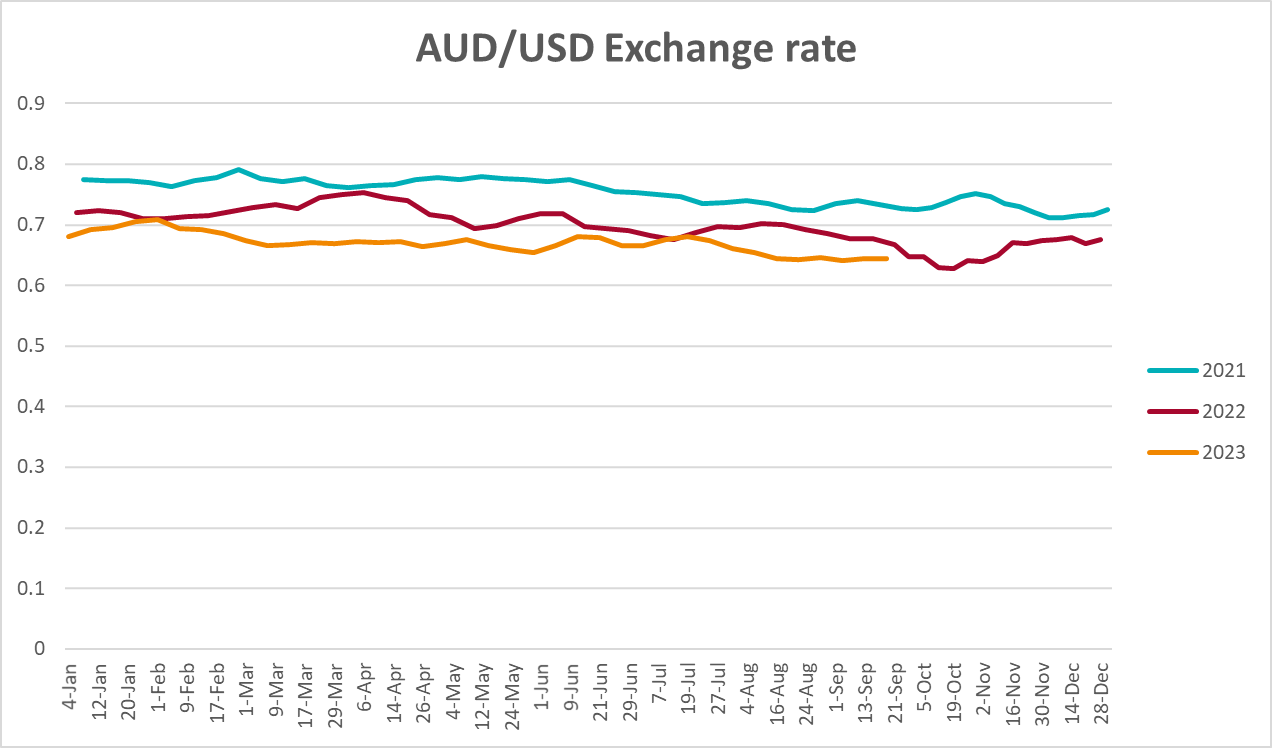 AUD/USD Exchange rate
0.9
0.8
0.7
0.6
0.5
0.4
0.3
0.2
0.1
0
2021
2022
2023
4-Jan
12-Jan
20-Jan
1-Feb
9-Feb
17-Feb
1-Mar
9-Mar
17-Mar
29-Mar
6-Apr
14-Apr
26-Apr
4-May
12-May
24-May
1-Jun
9-Jun
21-Jun
29-Jun
7-Jul
19-Jul
27-Jul
4-Aug
16-Aug
24-Aug
1-Sep
13-Sep
21-Sep
5-Oct
19-Oct
2-Nov
16-Nov
30-Nov
14-Dec
28-Dec